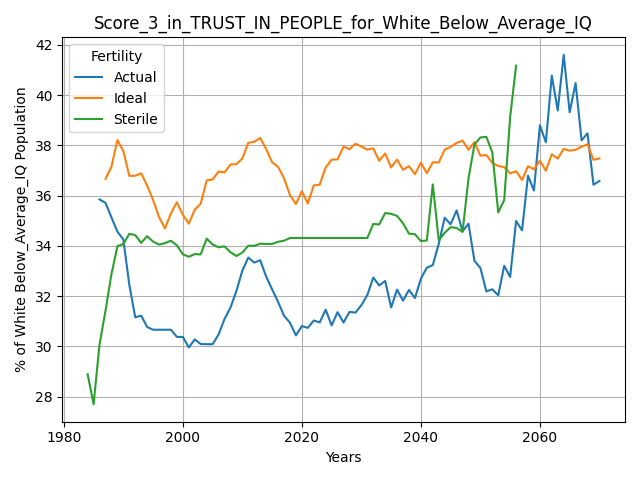 Score_3_in_TRUST_IN_PEOPLE_for_White_Below_Average_IQ
Fertility
Actual
Ideal
Sterile
% of White Below_Average_IQ Population
42
40
38
36
34
32
30
28
1980
2000
2020
2040
2060
Years